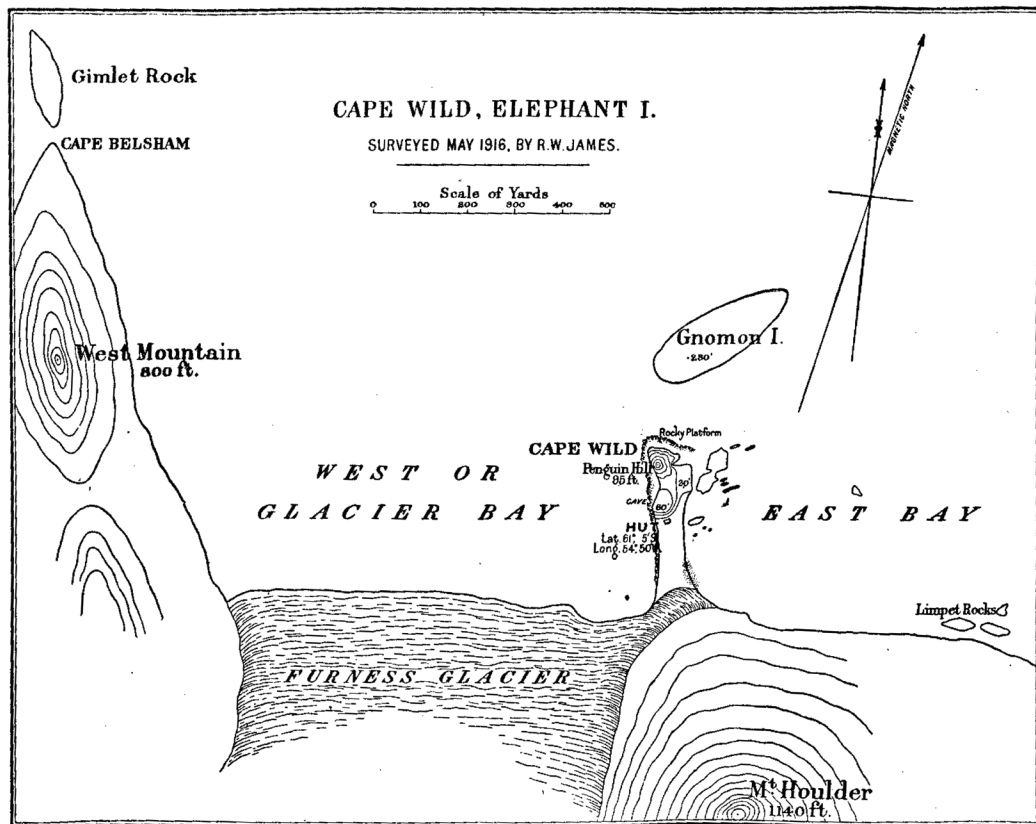 Gimlet Rock
CAPE BELSHAM
CAPE WILD, ELEPHANT I.
SURVEYED MAY 1916, BY R.W. JAMES.
Scale of Yards
0 100 200 300 400 500
MAGNETIC NORTH
West Mountain
800 ft.
Gnomon I.
Rocky Platform
CAPE WILD
Penguin Hill
95 ft.
WEST OR
GLACIER BAY
CAVE
60'
HUT
Lat. 61° 5' S
Long. 54° 50'
EAST BAY
Limpet Rocks
FURNESS GLACIER
Mt. Houlder
1140 ft.